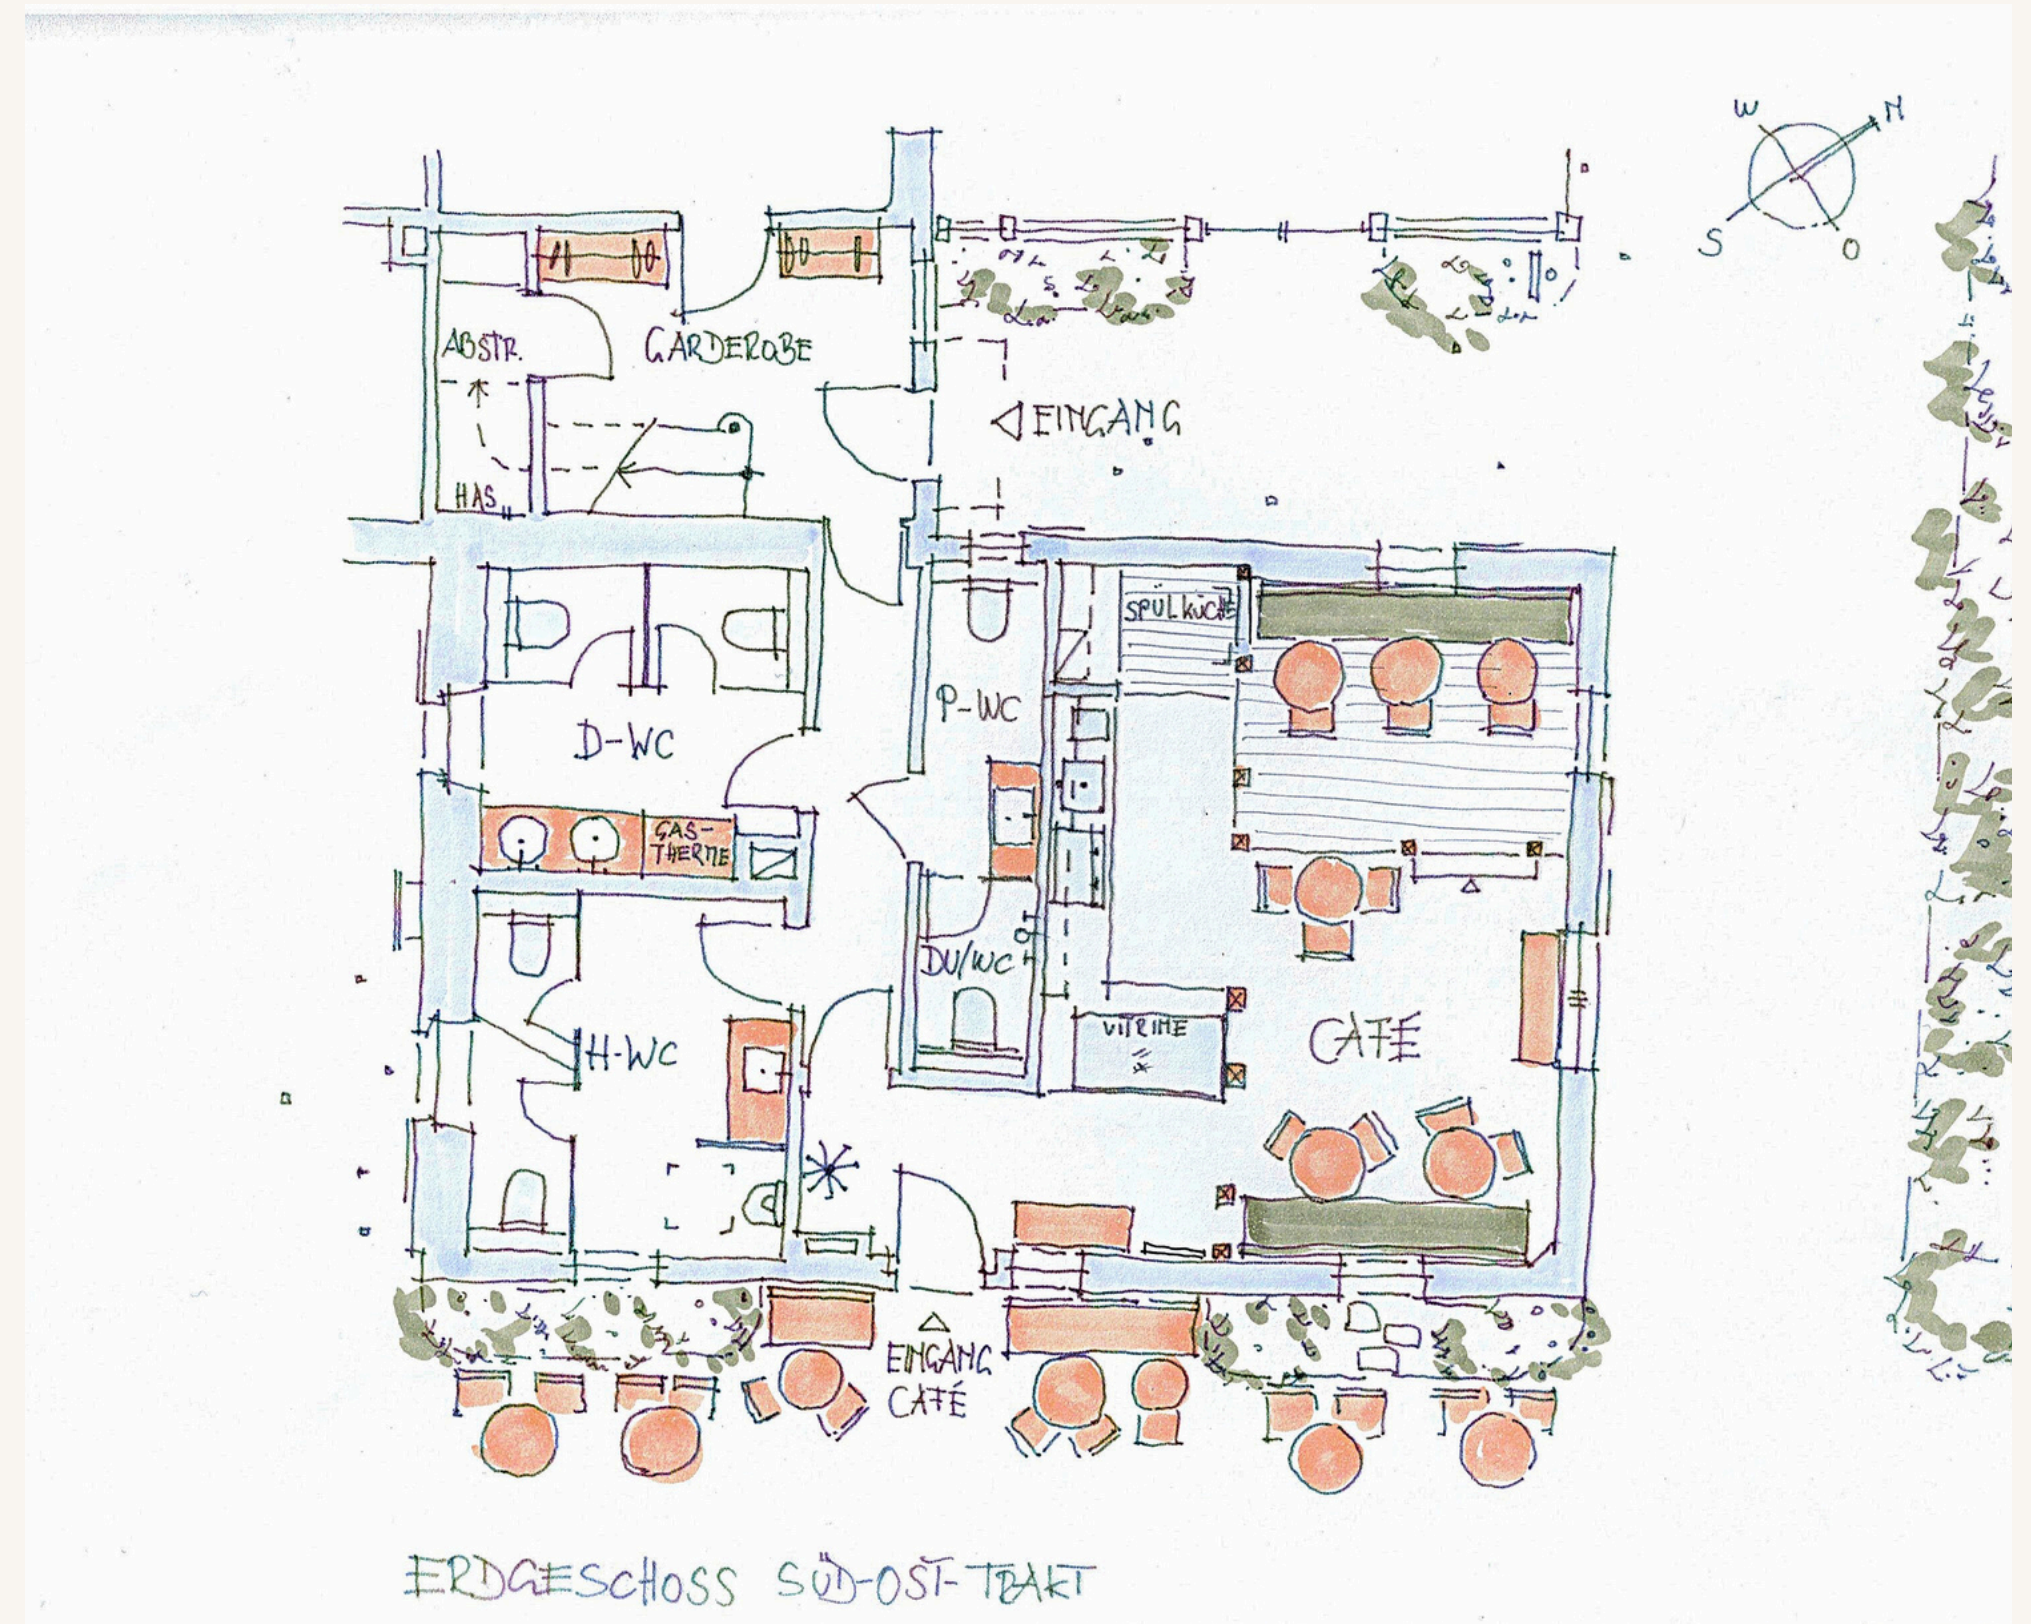 W
N
S
O
ABSTR.
GARDEROBE
EINGANG
HAS
SPÜLKÜCHE
P-WC
D-WC
GAS-
THERME
DU/WC
VITRINE
CAFÉ
H-WC
EINGANG
CAFÉ
ERDGESCHOSS SÜD-OST-TRAKT